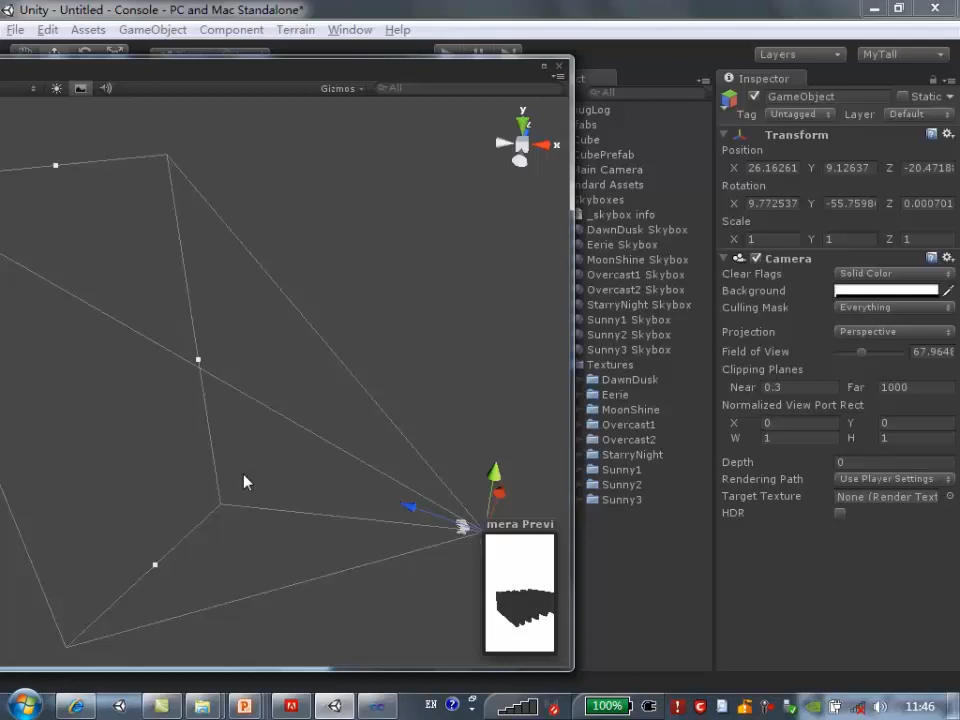 Unity - Untitled - Console - PC and Mac Standalone*
File Edit Assets GameObject Component Terrain Window Help
Layers MyTall
Gizmos All
y
x
mera Previ
ct
All
ugLog
fabs
Cube
CubePrefab
Main Camera
ndard Assets
Skyboxes
_skybox info
DawnDusk Skybox
Eerie Skybox
MoonShine Skybox
Overcast1 Skybox
Overcast2 Skybox
StarryNight Skybox
Sunny1 Skybox
Sunny2 Skybox
Sunny3 Skybox
Textures
DawnDusk
Eerie
MoonShine
Overcast1
Overcast2
StarryNight
Sunny1
Sunny2
Sunny3
Inspector
GameObject Static
Tag Untagged Layer Default
Transform
Position
X 26.16261 Y 9.12637 Z -20.4718
Rotation
X 9.772537 Y -55.7598 Z 0.000701
Scale
X 1 Y 1 Z 1
Camera
Clear Flags Solid Color
Background
Culling Mask Everything
Projection Perspective
Field of View 67.9648
Clipping Planes
Near 0.3 Far 1000
Normalized View Port Rect
X 0 Y 0
W 1 H 1
Depth 0
Rendering Path Use Player Settings
Target Texture None (Render Text
HDR
EN 100% 11:46